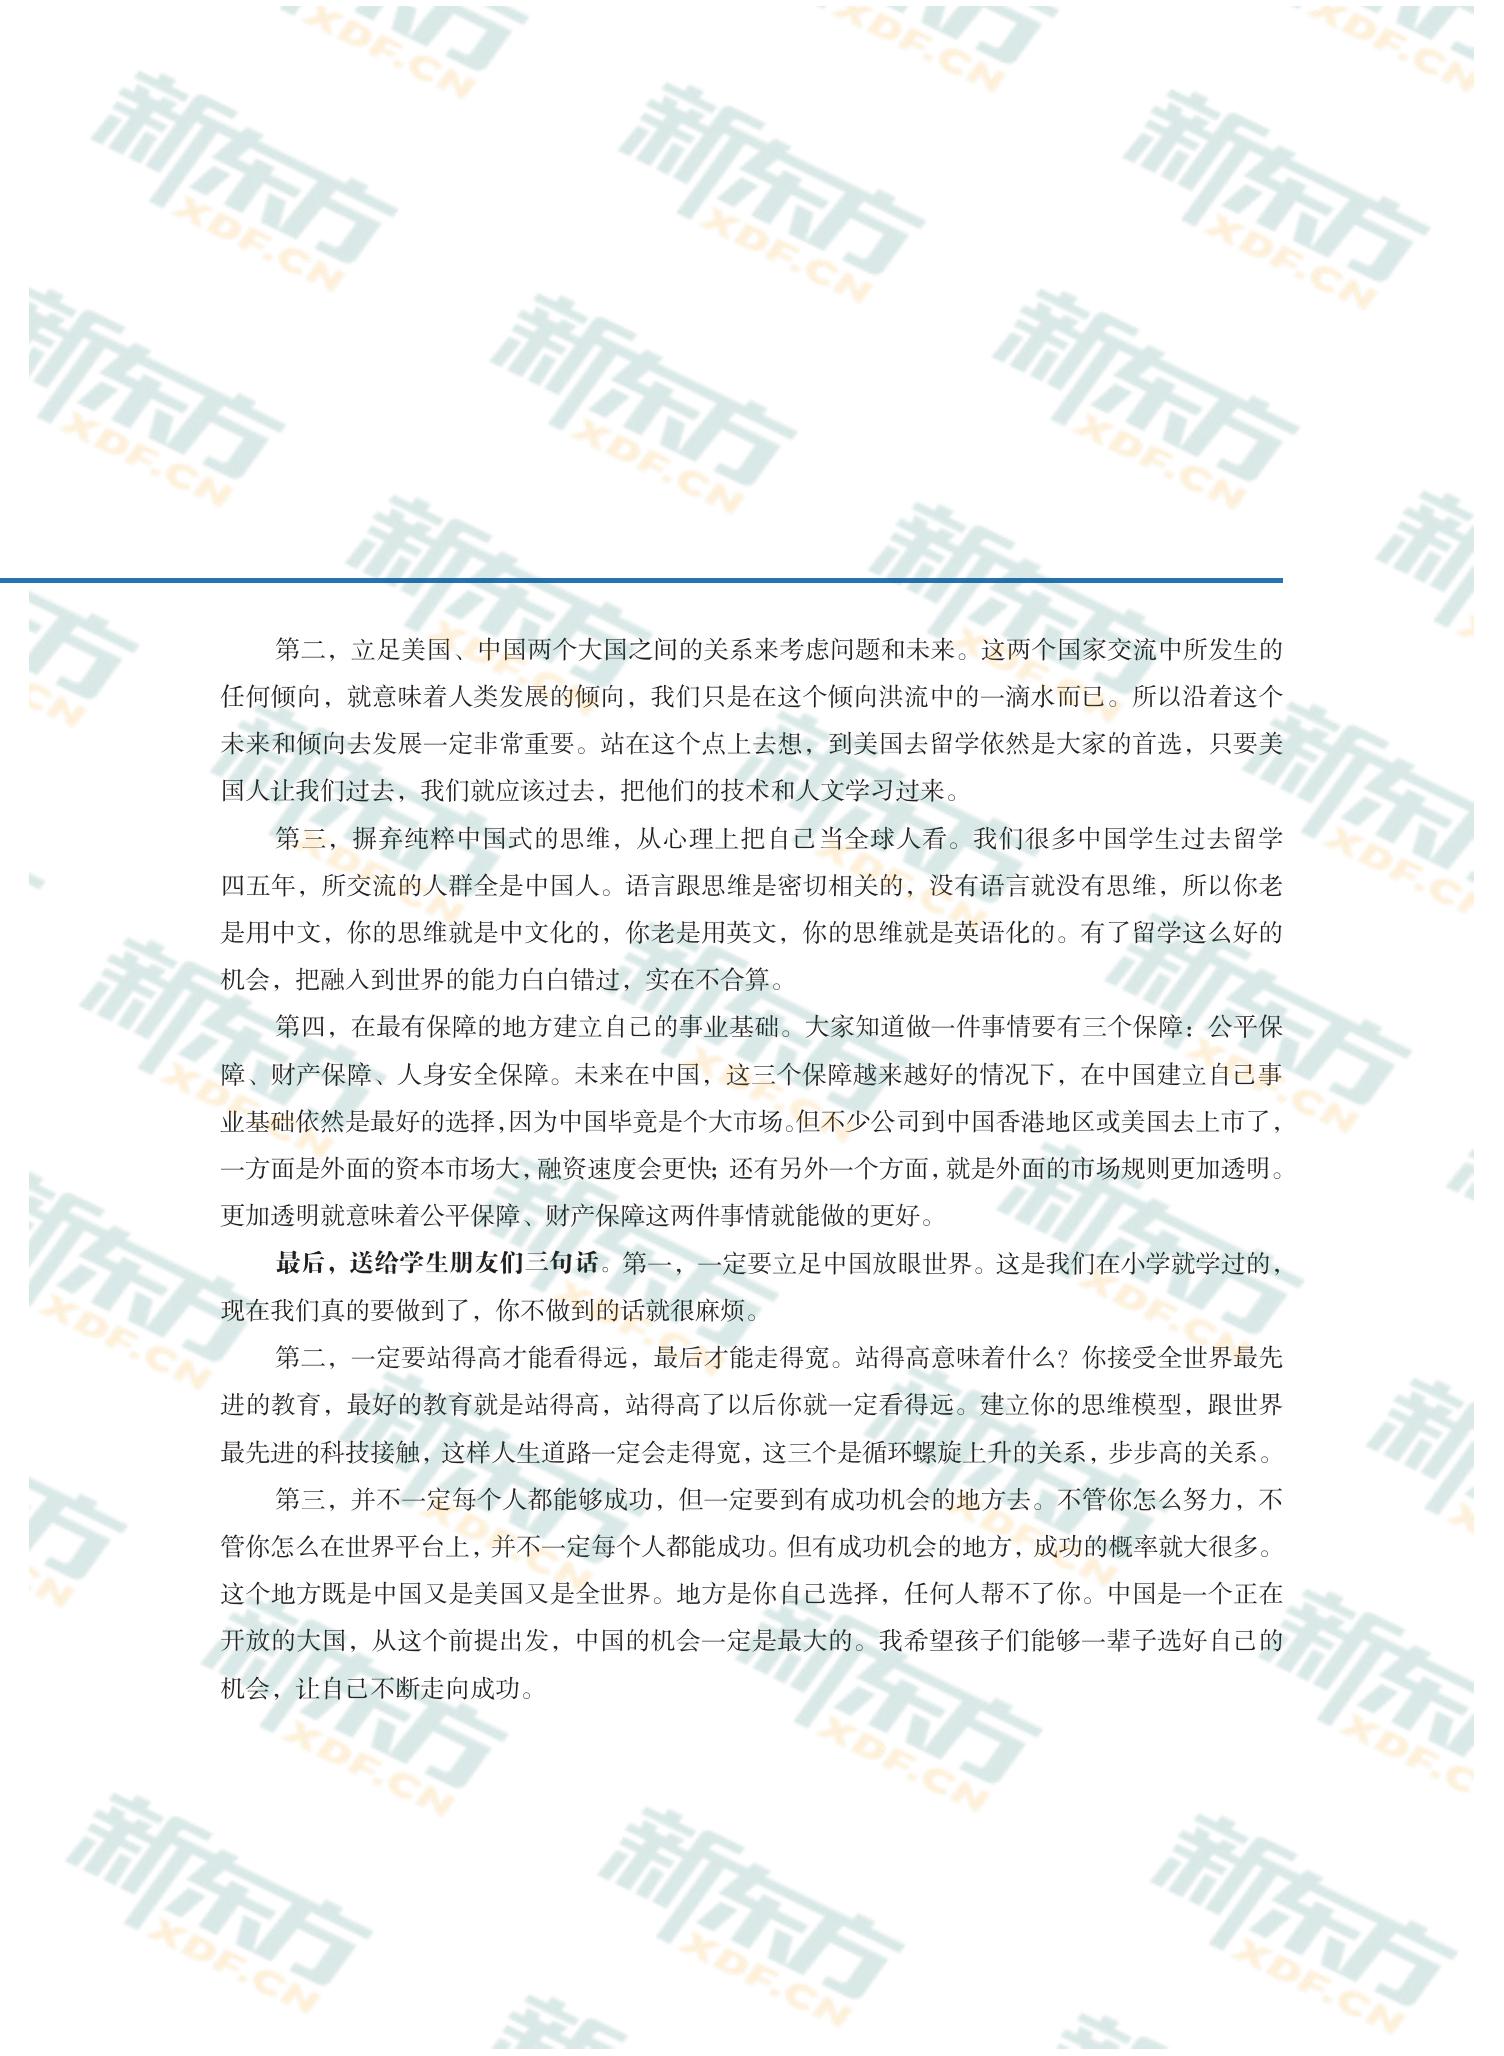 第二，立足美国、中国两个大国之间的关系来考虑问题和未来。这两个国家交流中所发生的
任何倾向，就意味着人类发展的倾向，我们只是在这个倾向洪流中的一滴水而已。所以沿着这个
未来和倾向去发展一定非常重要。站在这个点上去想，到美国去留学依然是大家的首选，只要美
国人让我们过去，我们就应该过去，把他们的技术和人文学习过来。
第三，摒弃纯粹中国式的思维，从心理上把自己当全球人看。我们很多中国学生过去留学
四五年，所交流的人群全是中国人。语言跟思维是密切相关的，没有语言就没有思维，所以你老
是用中文，你的思维就是中文化的，你老是用英文，你的思维就是英语化的。有了留学这么好的
机会，把融入到世界的能力白白错过，实在不合算。
第四，在最有保障的地方建立自己的事业基础。大家知道做一件事情要有三个保障：公平保
障、财产保障、人身安全保障。未来在中国，这三个保障越来越好的情况下，在中国建立自己事
业基础依然是最好的选择，因为中国毕竟是个大市场。但不少公司到中国香港地区或美国去上市了，
一方面是外面的资本市场大，融资速度会更快；还有另外一个方面，就是外面的市场规则更加透明。
更加透明就意味着公平保障、财产保障这两件事情就能做的更好。
最后，送给学生朋友们三句话。第一，一定要立足中国放眼世界。这是我们在小学就学过的，
现在我们真的要做到了，你不做到的话就很麻烦。
第二，一定要站得高才能看得远，最后才能走得宽。站得高意味着什么？你接受全世界最先
进的教育，最好的教育就是站得高，站得高了以后你就一定看得远。建立你的思维模型，跟世界
最先进的科技接触，这样人生道路一定会走得宽，这三个是循环螺旋上升的关系，步步高的关系。
第三，并不一定每个人都能够成功，但一定要到有成功机会的地方去。不管你怎么努力，不
管你怎么在世界平台上，并不一定每个人都能成功。但有成功机会的地方，成功的概率就大很多。
这个地方既是中国又是美国又是全世界。地方是你自己选择，任何人帮不了你。中国是一个正在
开放的大国，从这个前提出发，中国的机会一定是最大的。我希望孩子们能够一辈子选好自己的
机会，让自己不断走向成功。